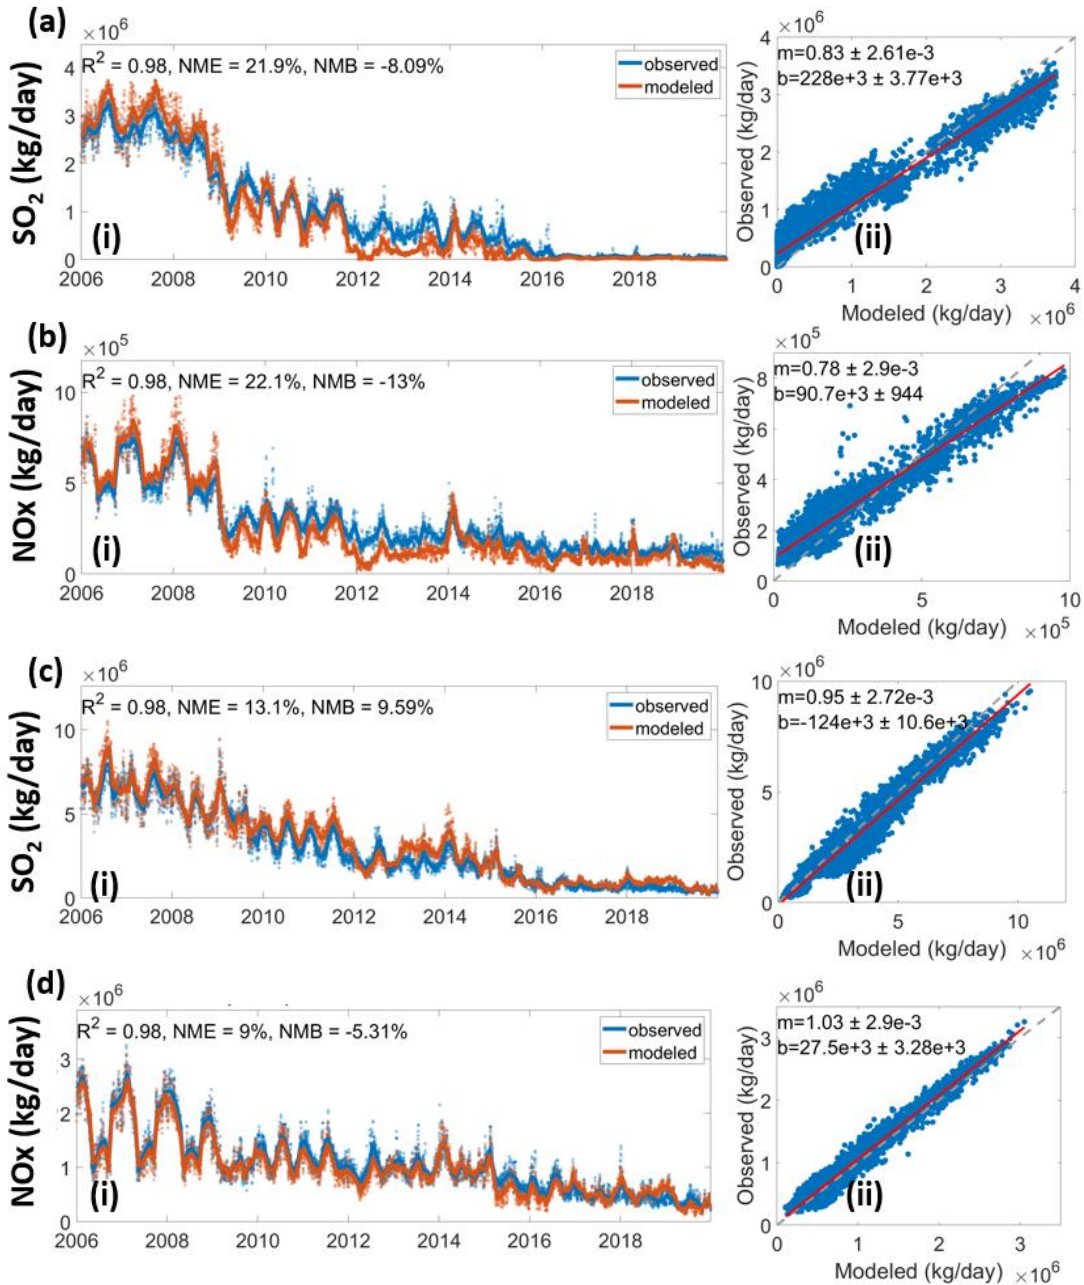 (a)
×10⁶
R² = 0.98, NME = 21.9%, NMB = -8.09%
observed
modeled
SO₂ (kg/day)
4
3
2
1
0
(i)
2006 2008 2010 2012 2014 2016 2018
×10⁶
m=0.83 ± 2.61e-3
b=228e+3 ± 3.77e+3
Observed (kg/day)
4
2
1
0
(ii)
0 1 2 3 4
Modeled (kg/day) ×10⁶
(b)
×10⁵
R² = 0.98, NME = 22.1%, NMB = -13%
observed
modeled
NOx (kg/day)
10
5
0
(i)
2006 2008 2010 2012 2014 2016 2018
×10⁵
m=0.78 ± 2.9e-3
b=90.7e+3 ± 944
Observed (kg/day)
8
6
4
2
0
(ii)
0 5 10
Modeled (kg/day) ×10⁵
(c)
×10⁶
R² = 0.98, NME = 13.1%, NMB = 9.59%
observed
modeled
SO₂ (kg/day)
10
5
0
(i)
2006 2008 2010 2012 2014 2016 2018
×10⁶
m=0.95 ± 2.72e-3
b=-124e+3 ± 10.6e+3
Observed (kg/day)
10
5
0
(ii)
0 5 10
Modeled (kg/day) ×10⁶
(d)
×10⁶
R² = 0.98, NME = 9%, NMB = -5.31%
observed
modeled
NOx (kg/day)
3
2
1
0
(i)
2006 2008 2010 2012 2014 2016 2018
×10⁶
m=1.03 ± 2.9e-3
b=27.5e+3 ± 3.28e+3
Observed (kg/day)
3
2
1
0
(ii)
0 1 2 3
Modeled (kg/day) ×10⁶